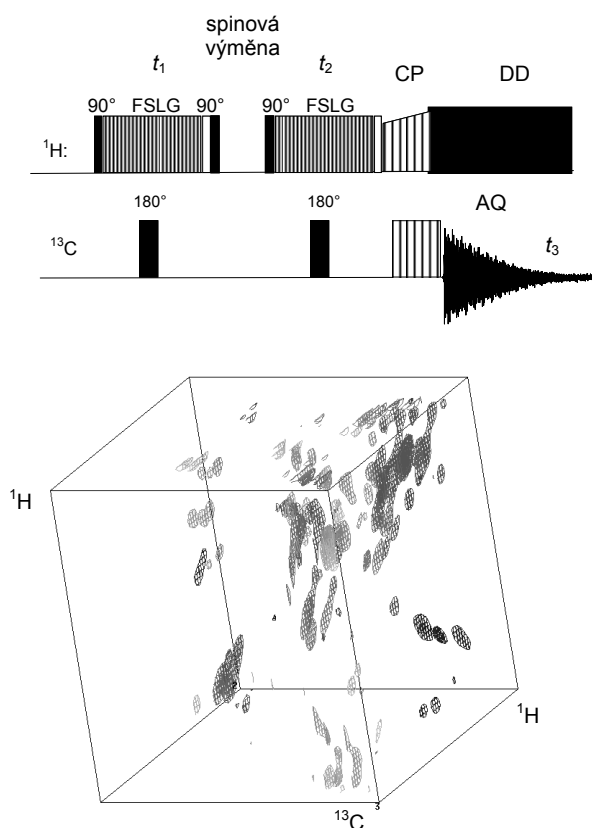 spinová
výměna
t₁
t₂
CP
DD
90° FSLG 90° 90° FSLG
¹H:
180° 180° AQ
¹³C
t₃
¹H
¹H
¹³C